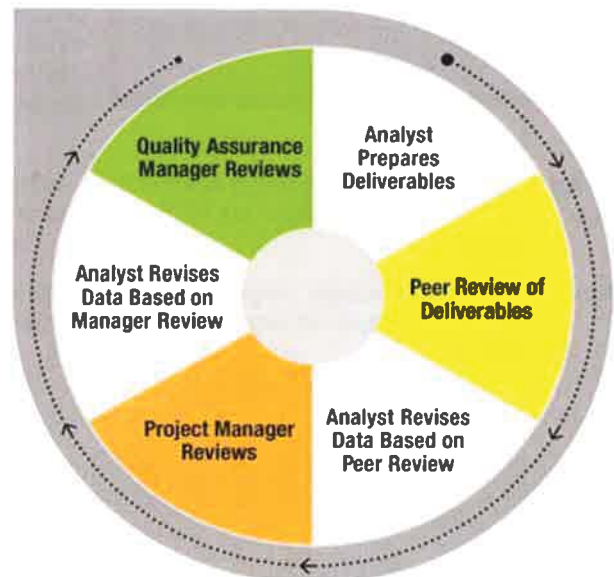 Analyst
Prepares
Deliverables
Peer Review of
Deliverables
Analyst Revises
Data Based on
Peer Review
Project Manager
Reviews
Analyst Revises
Data Based on
Manager Review
Quality Assurance
Manager Reviews